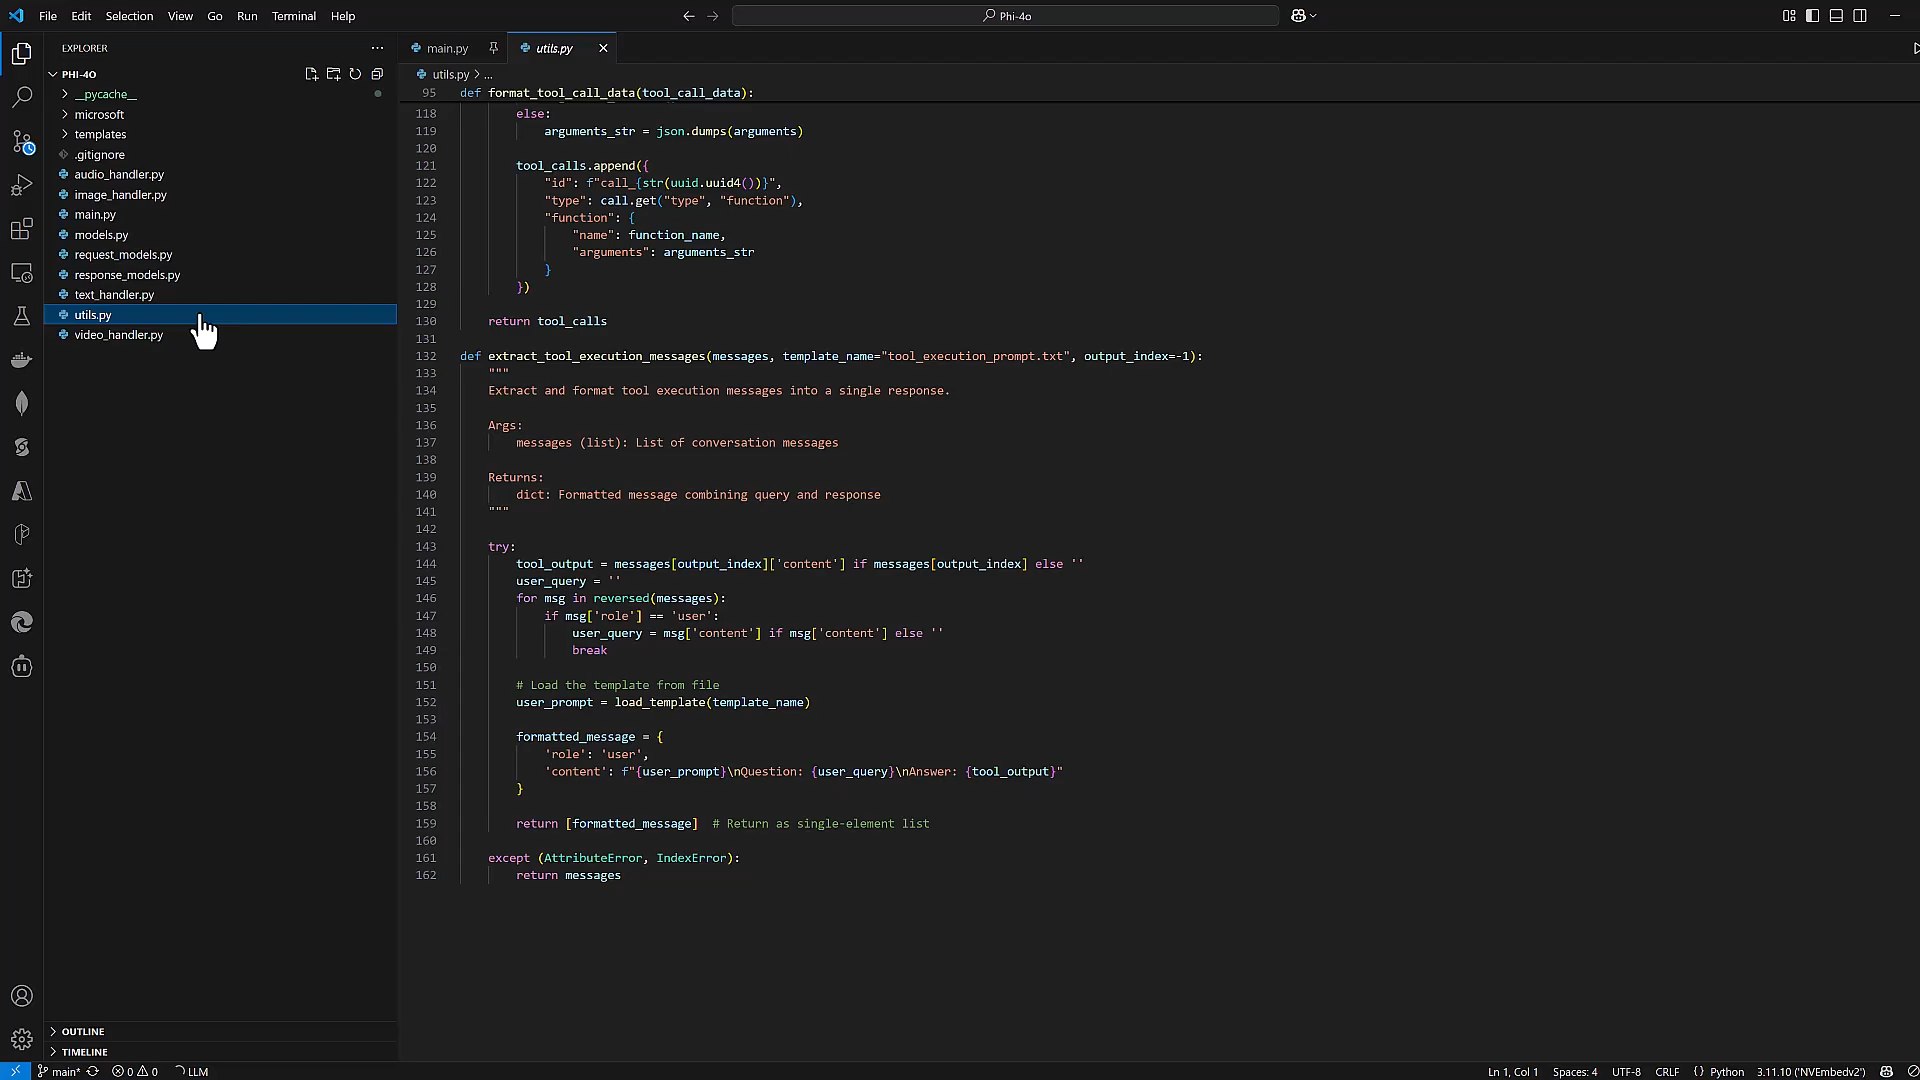 File Edit Selection View Go Run Terminal Help
Phi-4o
EXPLORER
PHI-4O
__pycache__
microsoft
templates
.gitignore
audio_handler.py
image_handler.py
main.py
models.py
request_models.py
response_models.py
text_handler.py
utils.py
video_handler.py
OUTLINE
TIMELINE
main.py
utils.py
utils.py > ...
95 def format_tool_call_data(tool_call_data):
118 else:
119 arguments_str = json.dumps(arguments)
120
121 tool_calls.append({
122 "id": f"call_{str(uuid.uuid4())}",
123 "type": call.get("type", "function"),
124 "function": {
125 "name": function_name,
126 "arguments": arguments_str
127 }
128 })
129
130 return tool_calls
131
132 def extract_tool_execution_messages(messages, template_name="tool_execution_prompt.txt", output_index=-1):
133 """
134 Extract and format tool execution messages into a single response.
135
136 Args:
137 messages (list): List of conversation messages
138
139 Returns:
140 dict: Formatted message combining query and response
141 """
142
143 try:
144 tool_output = messages[output_index]['content'] if messages[output_index] else ''
145 user_query = ''
146 for msg in reversed(messages):
147 if msg['role'] == 'user':
148 user_query = msg['content'] if msg['content'] else ''
149 break
150
151 # Load the template from file
152 user_prompt = load_template(template_name)
153
154 formatted_message = {
155 'role': 'user',
156 'content': f"{user_prompt}\nQuestion: {user_query}\nAnswer: {tool_output}"
157 }
158
159 return [formatted_message] # Return as single-element list
160
161 except (AttributeError, IndexError):
162 return messages
main* 0 0 LLM
Ln 1, Col 1 Spaces: 4 UTF-8 CRLF {} Python 3.11.10 ('NVEmbedv2')